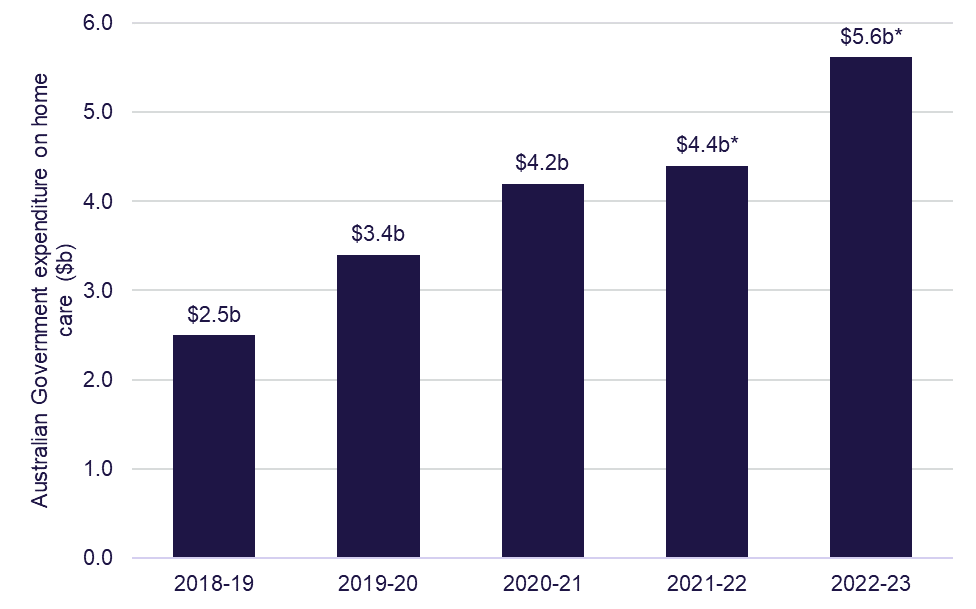 Australian Government expenditure on home
care ($b)
6.0
5.0
4.0
3.0
2.0
1.0
0.0
$2.5b
$3.4b
$4.2b
$4.4b*
$5.6b*
2018-19
2019-20
2020-21
2021-22
2022-23